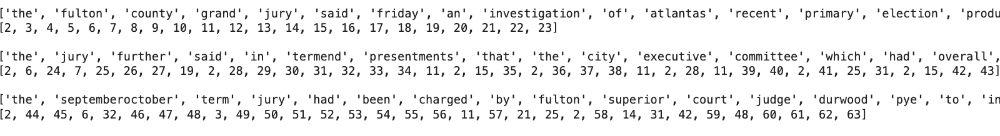 ['the', 'fulton', 'county', 'grand', 'jury', 'said', 'friday', 'an', 'investigation', 'of', 'atlantas', 'recent', 'primary', 'election', 'produ
[2, 3, 4, 5, 6, 7, 8, 9, 10, 11, 12, 13, 14, 15, 16, 17, 18, 19, 20, 21, 22, 23]
['the', 'jury', 'further', 'said', 'in', 'termend', 'presentments', 'that', 'the', 'city', 'executive', 'committee', 'which', 'had', 'overall',
[2, 6, 24, 7, 25, 26, 27, 19, 2, 28, 29, 30, 31, 32, 33, 34, 11, 2, 15, 35, 2, 36, 37, 38, 11, 2, 28, 11, 39, 40, 2, 41, 25, 31, 2, 15, 42, 43]
['the', 'septemberoctober', 'term', 'jury', 'had', 'been', 'charged', 'by', 'fulton', 'superior', 'court', 'judge', 'durwood', 'pye', 'to', 'in
[2, 44, 45, 6, 32, 46, 47, 48, 3, 49, 50, 51, 52, 53, 54, 55, 56, 11, 57, 21, 25, 2, 58, 14, 31, 42, 59, 48, 60, 61, 62, 63]